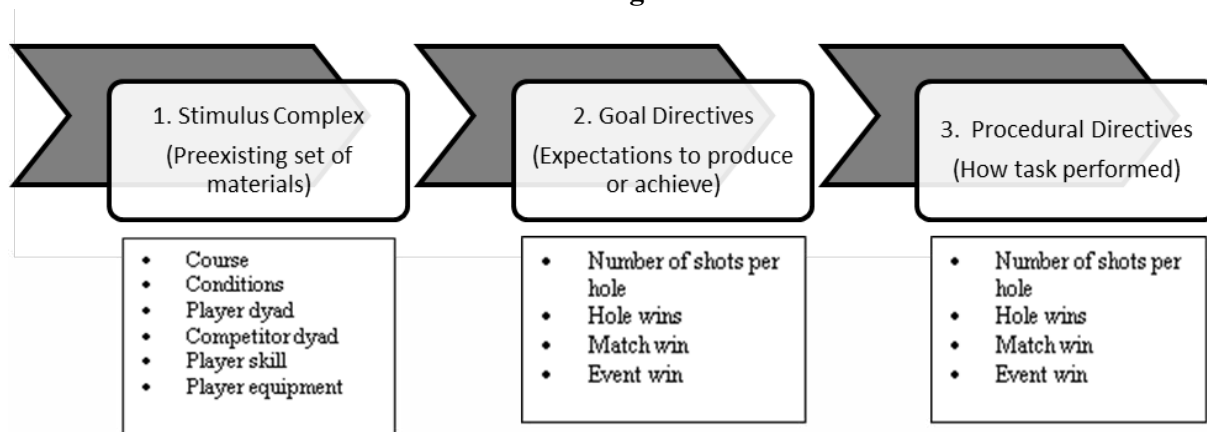 1. Stimulus Complex
(Preexisting set of
materials)
• Course
• Conditions
• Player dyad
• Competitor dyad
• Player skill
• Player equipment
2. Goal Directives
(Expectations to produce
or achieve)
• Number of shots per
hole
• Hole wins
• Match win
• Event win
3. Procedural Directives
(How task performed)
• Number of shots per
hole
• Hole wins
• Match win
• Event win